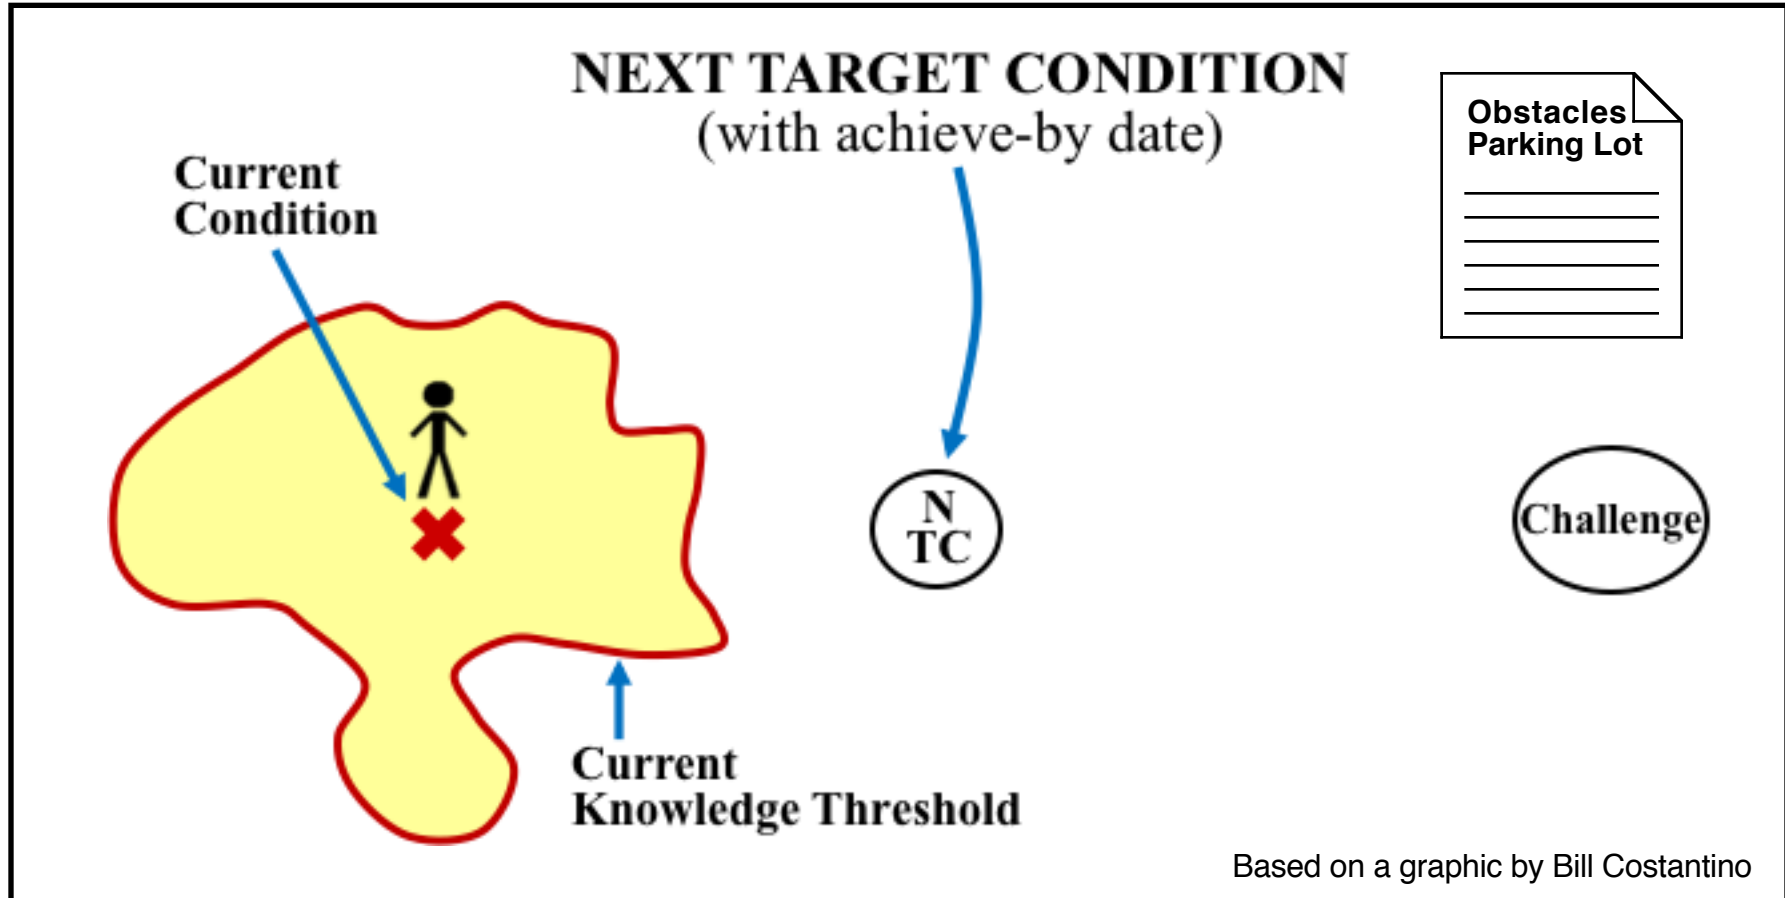 NEXT TARGET CONDITION
(with achieve-by date)
Obstacles
Parking Lot
Current
Condition
N
TC
Challenge
Current
Knowledge Threshold
Based on a graphic by Bill Costantino